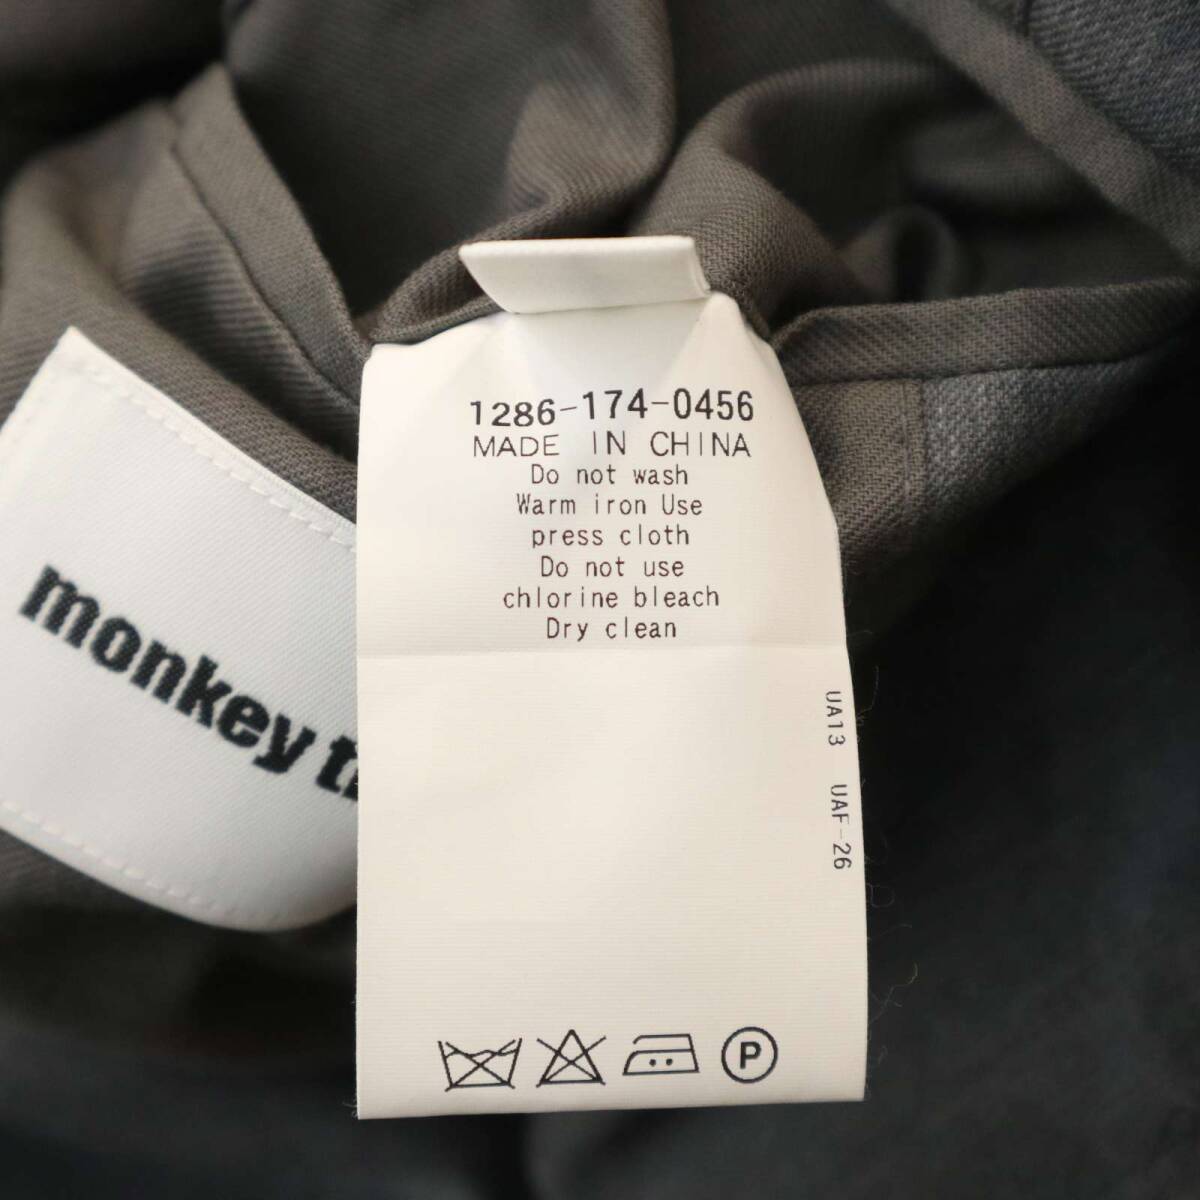 1286-174-0456
MADE IN CHINA
Do not wash
Warm iron Use
press cloth
Do not use
chlorine bleach
Dry clean
UA13 UAF-26
monkey
P